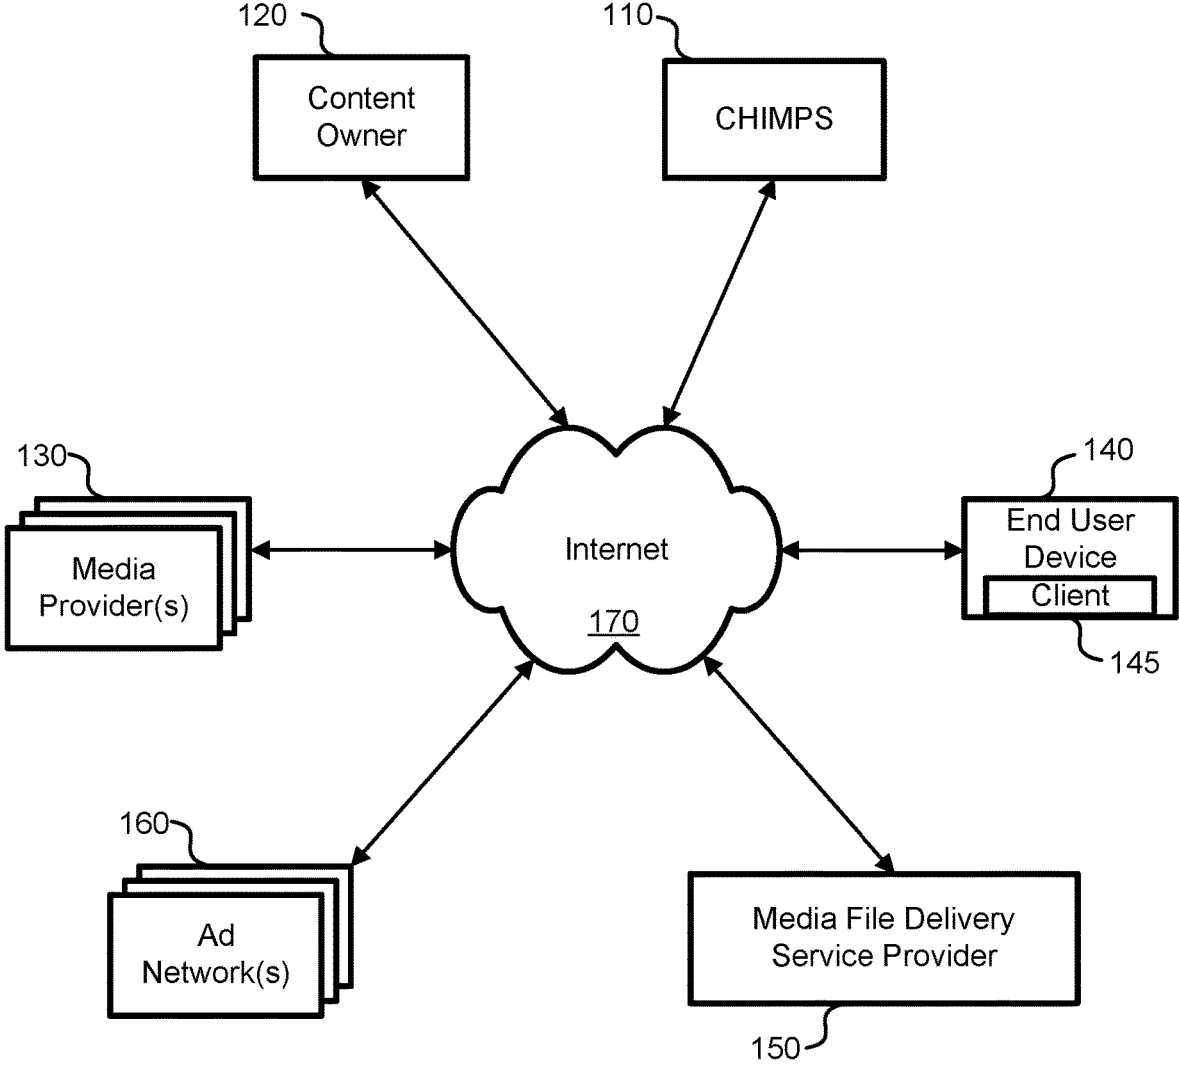 120
110
Content
Owner
CHIMPS
130
140
Media
Provider(s)
Internet
170
End User
Device
Client
145
160
Ad
Network(s)
Media File Delivery
Service Provider
150